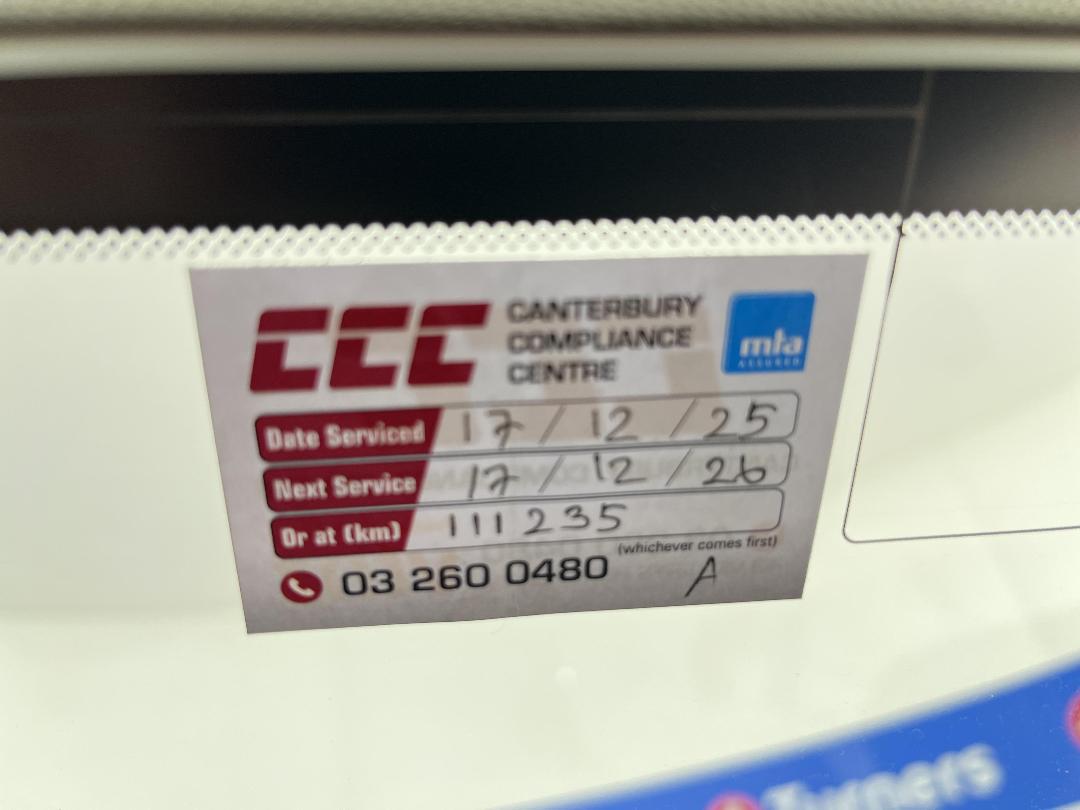 CCC CANTERBURY COMPLIANCE CENTRE
mta
ASSURED
Date Serviced 17 / 12 / 25
Next Service 17 / 12 / 26
Or at (km) 111235
(whichever comes first)
03 260 0480 A
Turners